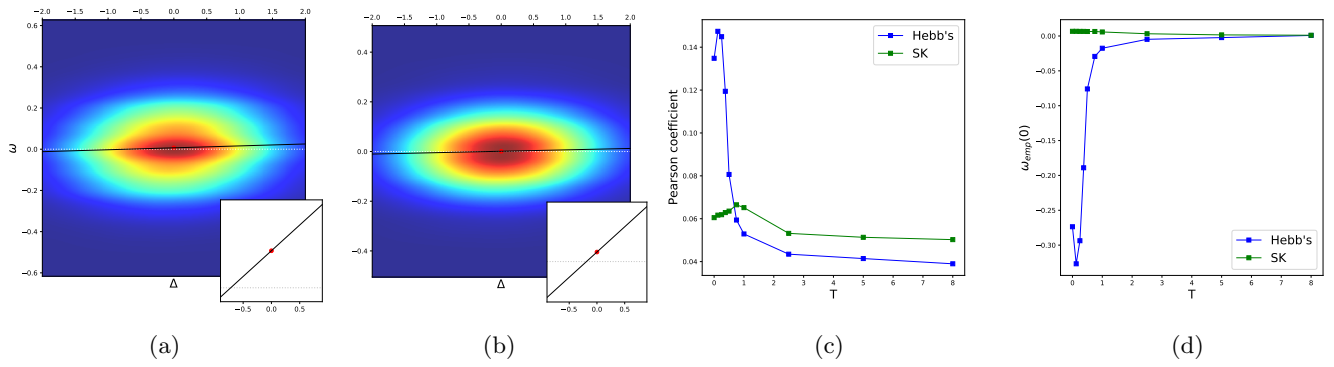 −2.0 −1.5 −1.0 −0.5 0.0 0.5 1.0 1.5 2.0
0.6
0.4
0.2
0.0
−0.2
−0.4
−0.6
ω
Δ
−0.5 0.0 0.5
(a)
−2.0 −1.5 −1.0 −0.5 0.0 0.5 1.0 1.5 2.0
0.4
0.2
0.0
−0.2
−0.4
Δ
−0.5 0.0 0.5
(b)
Hebb's
SK
0.14
0.12
0.10
0.08
0.06
0.04
Pearson coefficient
0 1 2 3 4 5 6 7 8
T
(c)
0.00
−0.05
−0.10
−0.15
−0.20
−0.25
−0.30
ω_emp(0)
Hebb's
SK
0 1 2 3 4 5 6 7 8
T
(d)